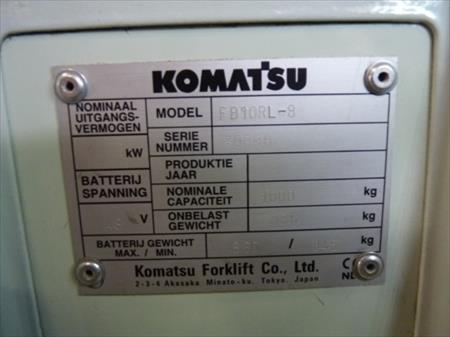 KOMATSU
NOMINAAL
UITGANGS-
VERMOGEN
kW
MODEL FB10RL-8
SERIE
NUMMER
PRODUKTIE
JAAR
BATTERIJ
SPANNING
V
NOMINALE
CAPACITEIT kg
ONBELAST
GEWICHT kg
BATTERIJ GEWICHT
MAX. / MIN. / kg
Komatsu Forklift Co., Ltd.
2-3-4 Akasaka Minato-ku, Tokyo, Japan